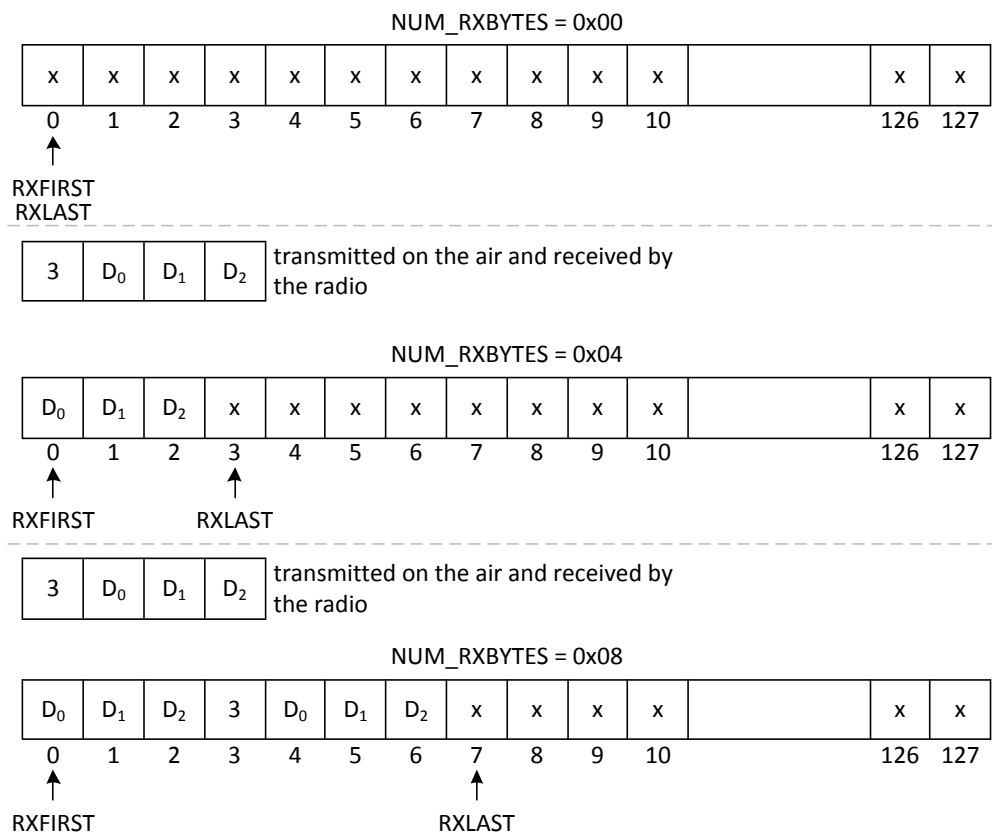 NUM_RXBYTES = 0x00
x x x x x x x x x x x x x
0 1 2 3 4 5 6 7 8 9 10 126 127
RXFIRST
RXLAST
3 D₀ D₁ D₂ transmitted on the air and received by
the radio
NUM_RXBYTES = 0x04
D₀ D₁ D₂ x x x x x x x x x x
0 1 2 3 4 5 6 7 8 9 10 126 127
RXFIRST RXLAST
3 D₀ D₁ D₂ transmitted on the air and received by
the radio
NUM_RXBYTES = 0x08
D₀ D₁ D₂ 3 D₀ D₁ D₂ x x x x x x
0 1 2 3 4 5 6 7 8 9 10 126 127
RXFIRST RXLAST